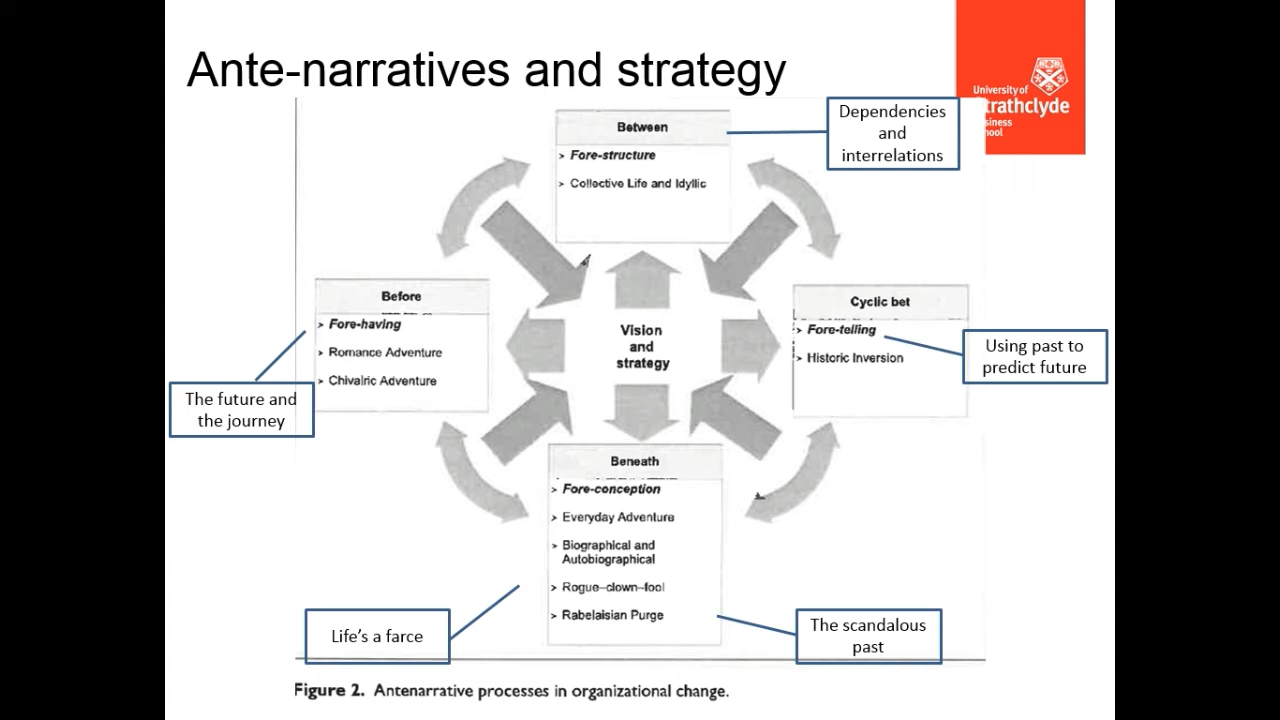 Ante-narratives and strategy
University of
trathclyde
siness
hool
Dependencies
and
interrelations
Between
> Fore-structure
> Collective Life and Idyllic
Before
> Fore-having
> Romance Adventure
> Chivalric Adventure
The future and
the journey
Vision
and
strategy
Cyclic bet
> Fore-telling
> Historic Inversion
Using past to
predict future
Beneath
> Fore-conception
> Everyday Adventure
> Biographical and
Autobiographical
> Rogue–clown–fool
> Rabelaisian Purge
Life's a farce
The scandalous
past
Figure 2. Antenarrative processes in organizational change.